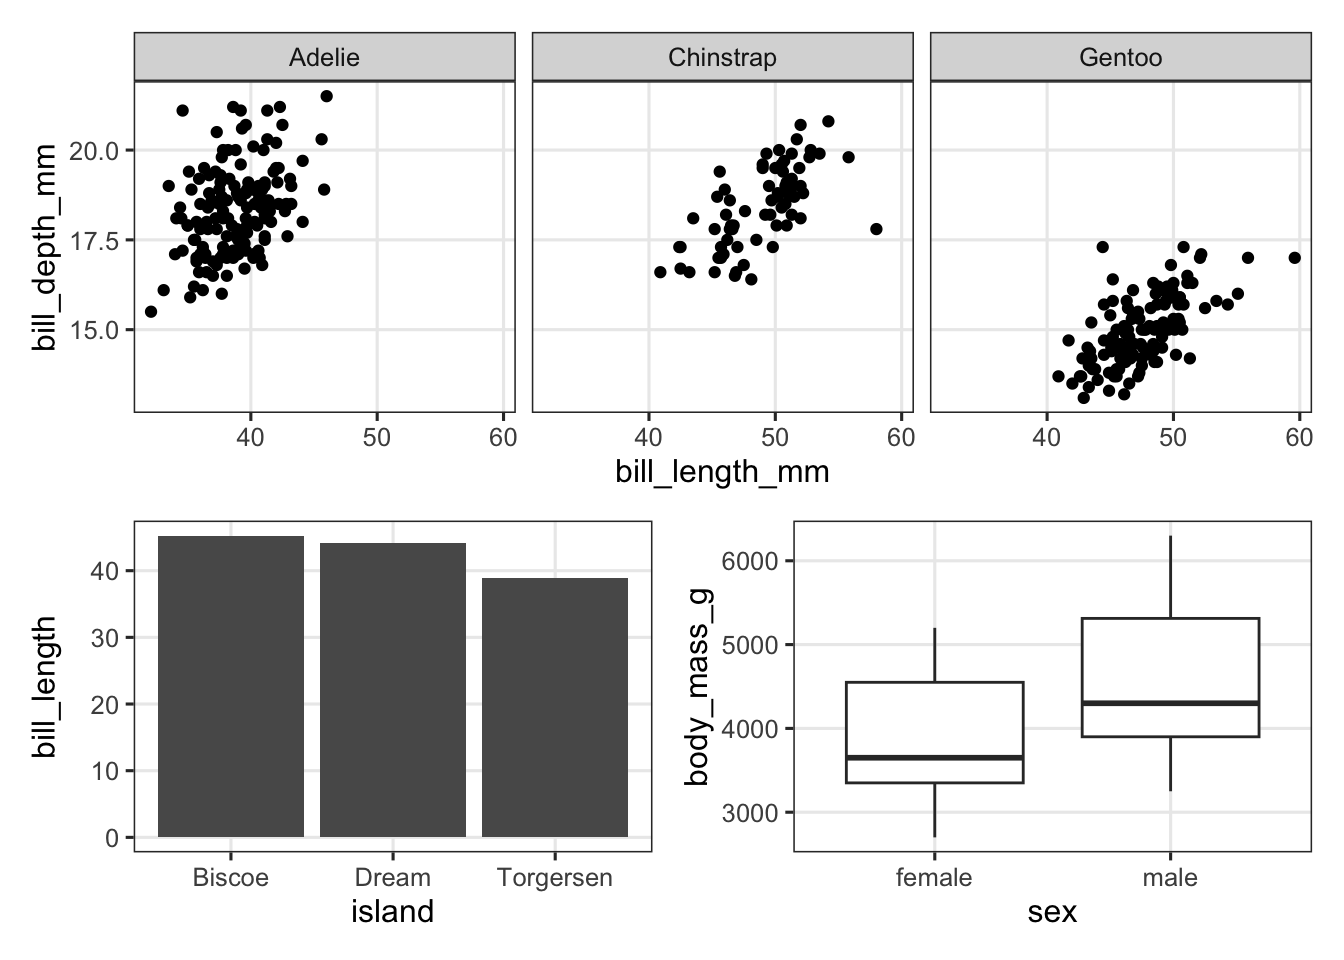 Adelie Chinstrap Gentoo
20.0
17.5
15.0
bill_depth_mm
40 50 60 40 50 60 40 50 60
bill_length_mm
40
30
20
10
0
bill_length
Biscoe Dream Torgersen
island
6000
5000
4000
3000
body_mass_g
female male
sex